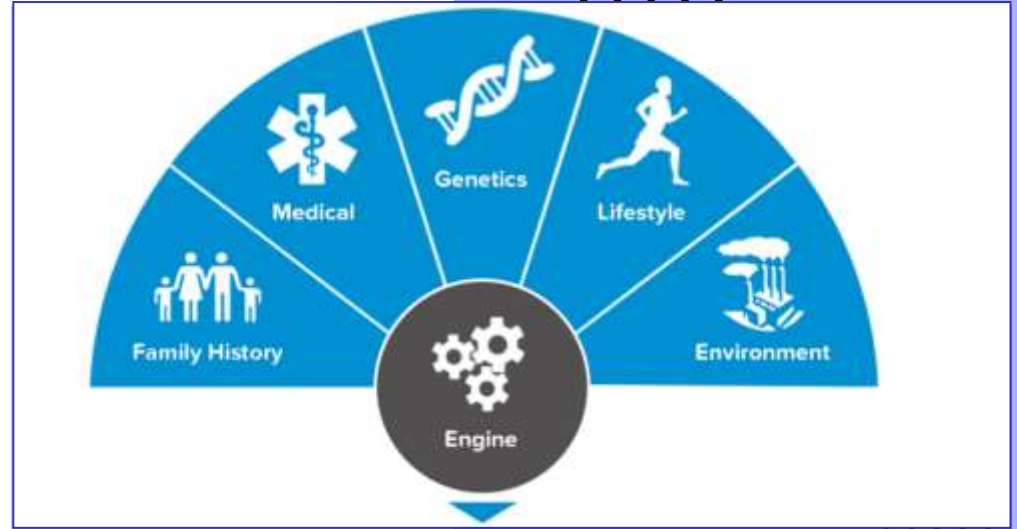 Family History
Medical
Genetics
Lifestyle
Environment
Engine